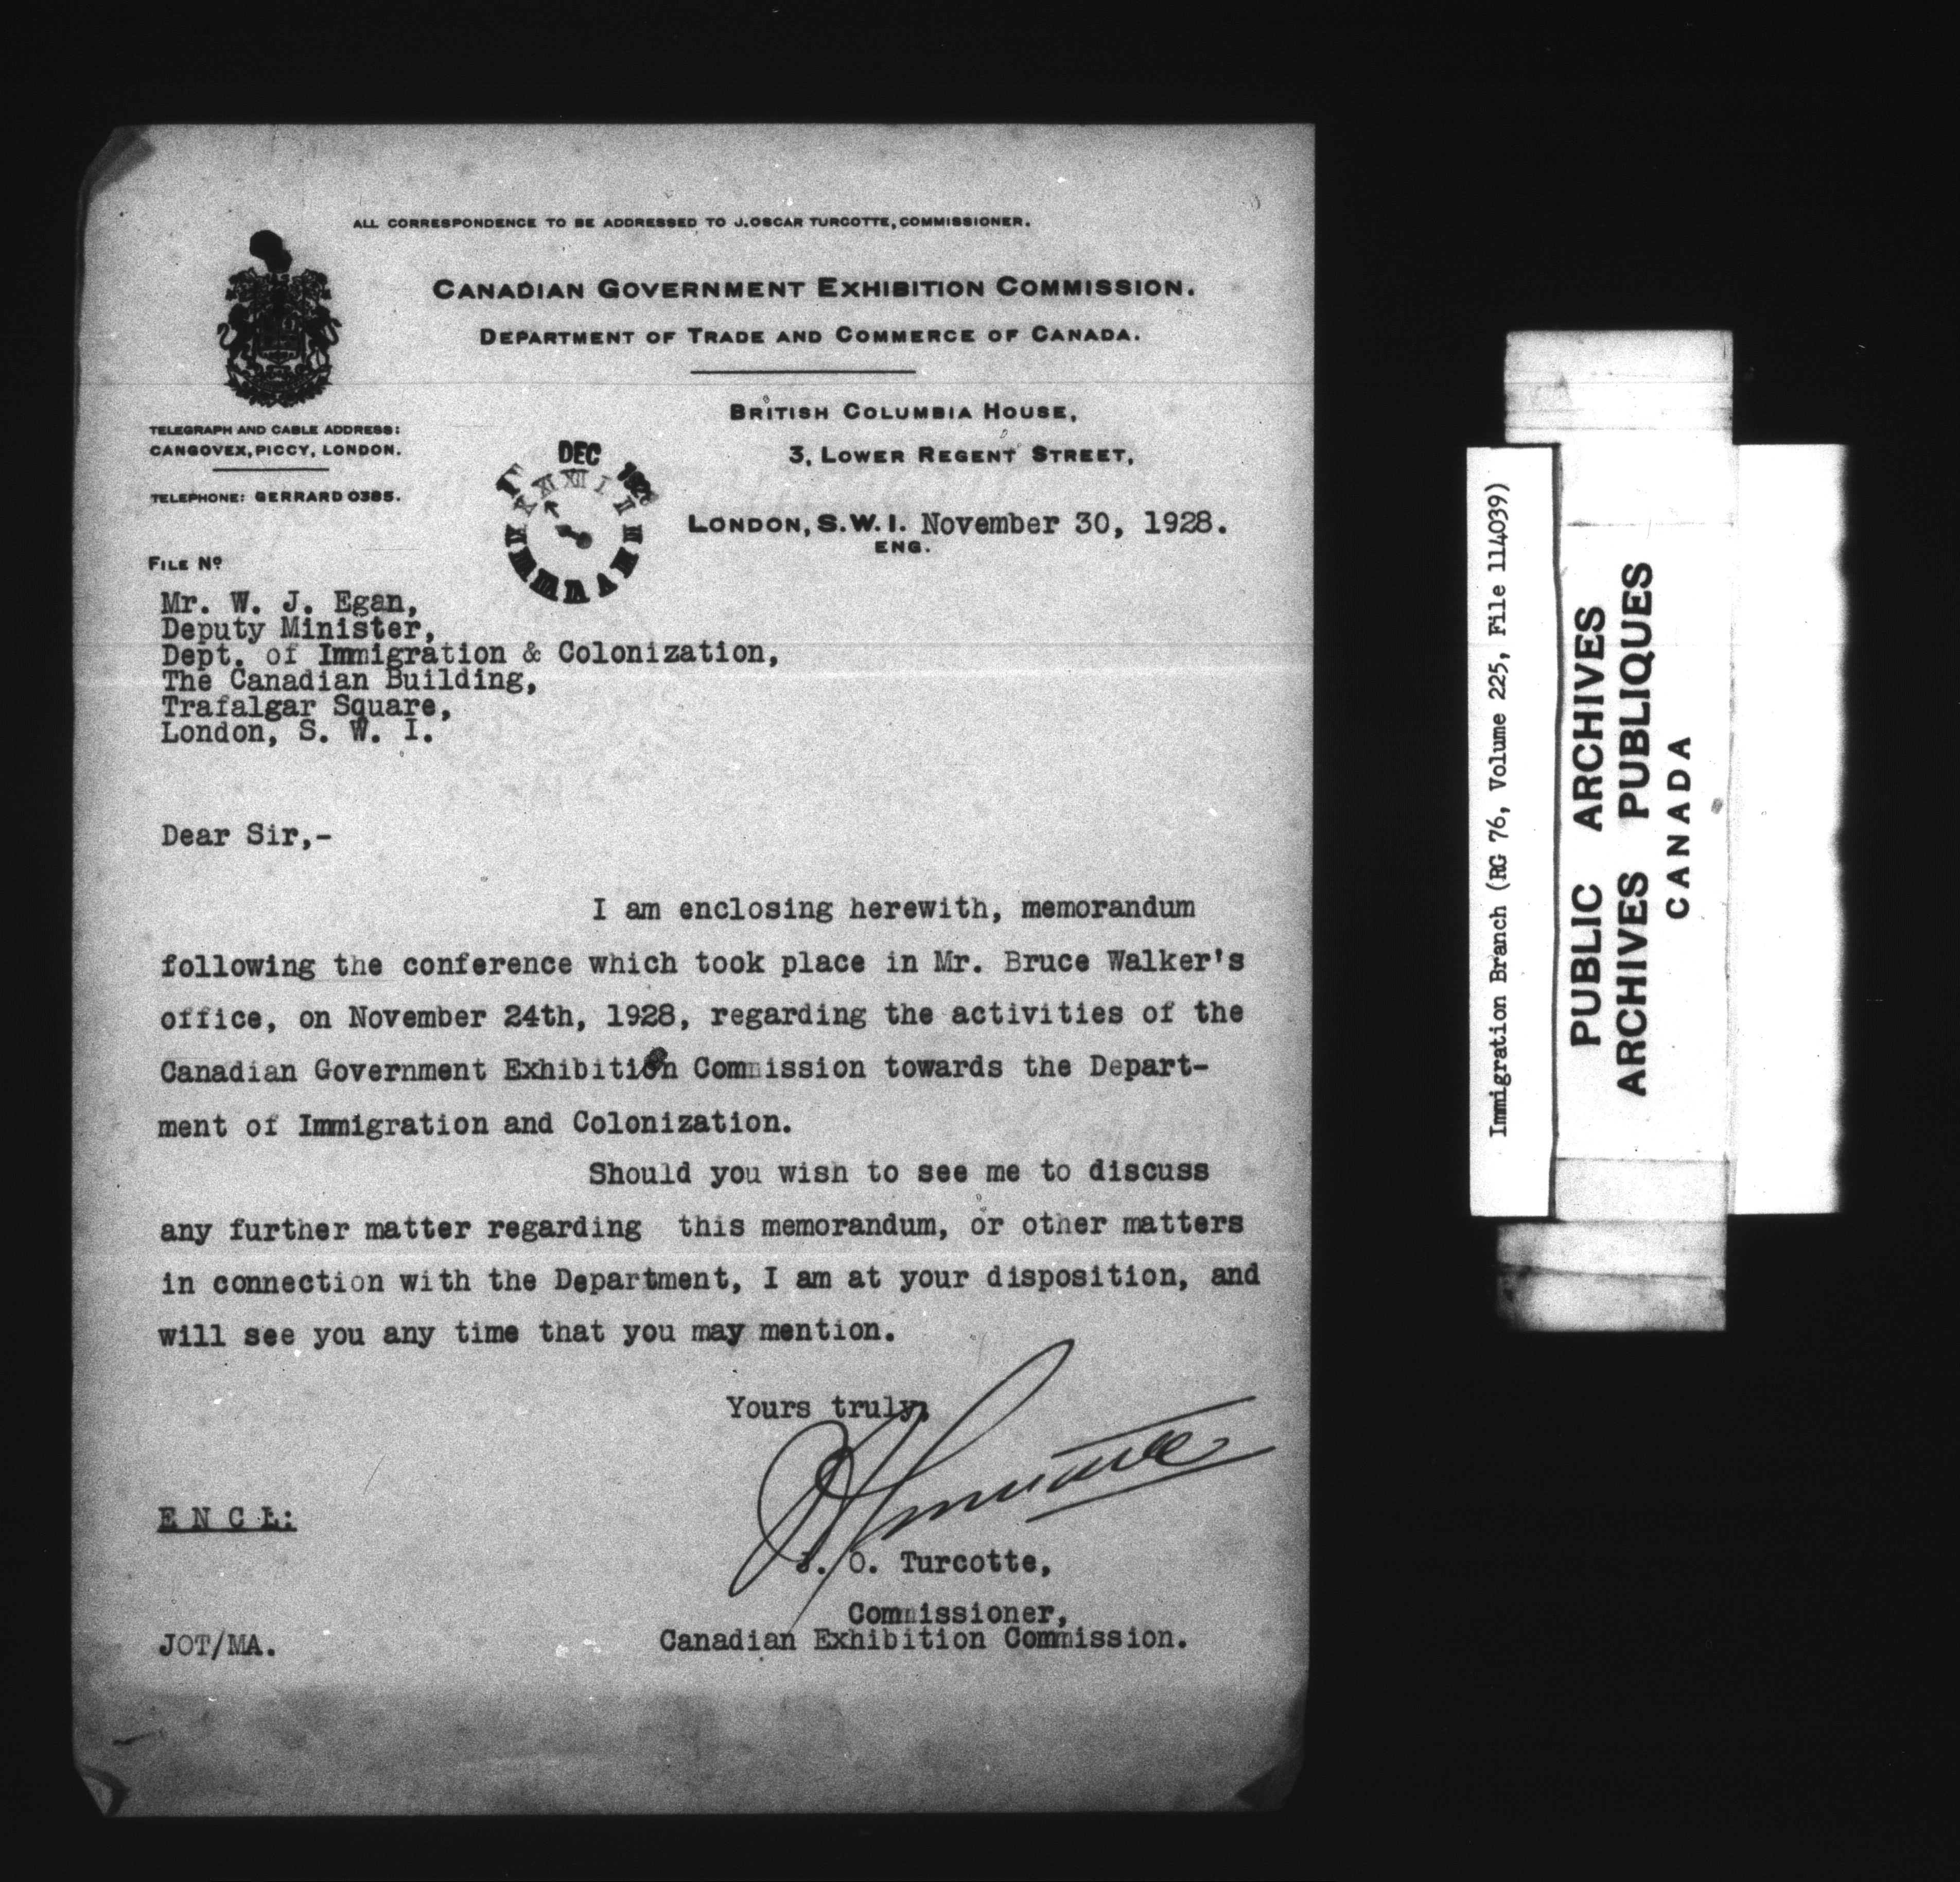 ALL CORRESPONDENCE TO BE ADDRESSED TO J.OSCAR TURCOTTE, COMMISSIONER.
CANADIAN GOVERNMENT EXHIBITION COMMISSION.
DEPARTMENT OF TRADE AND COMMERCE OF CANADA.
BRITISH COLUMBIA HOUSE,
3, LOWER REGENT STREET,
TELEGRAPH AND CABLE ADDRESS:
CANGOVEX, PICCY, LONDON.
TELEPHONE: GERRARD 0385.
DEC
XI XII I II III
LONDON, S.W.I. November 30, 1928.
ENG.
FILE Nº
Mr. W. J. Egan,
Deputy Minister,
Dept. of Immigration & Colonization,
The Canadian Building,
Trafalgar Square,
London, S. W. I.
Dear Sir,-
I am enclosing herewith, memorandum
following the conference which took place in Mr. Bruce Walker's
office, on November 24th, 1928, regarding the activities of the
Canadian Government Exhibition Commission towards the Depart-
ment of Immigration and Colonization.
Should you wish to see me to discuss
any further matter regarding this memorandum, or other matters
in connection with the Department, I am at your disposition, and
will see you any time that you may mention.
Yours truly,
E N C L:
J. O. Turcotte,
Commissioner,
Canadian Exhibition Commission.
JOT/MA.
Immigration Branch (RG 76, Volume 225, File 114039)
PUBLIC ARCHIVES
ARCHIVES PUBLIQUES
CANADA